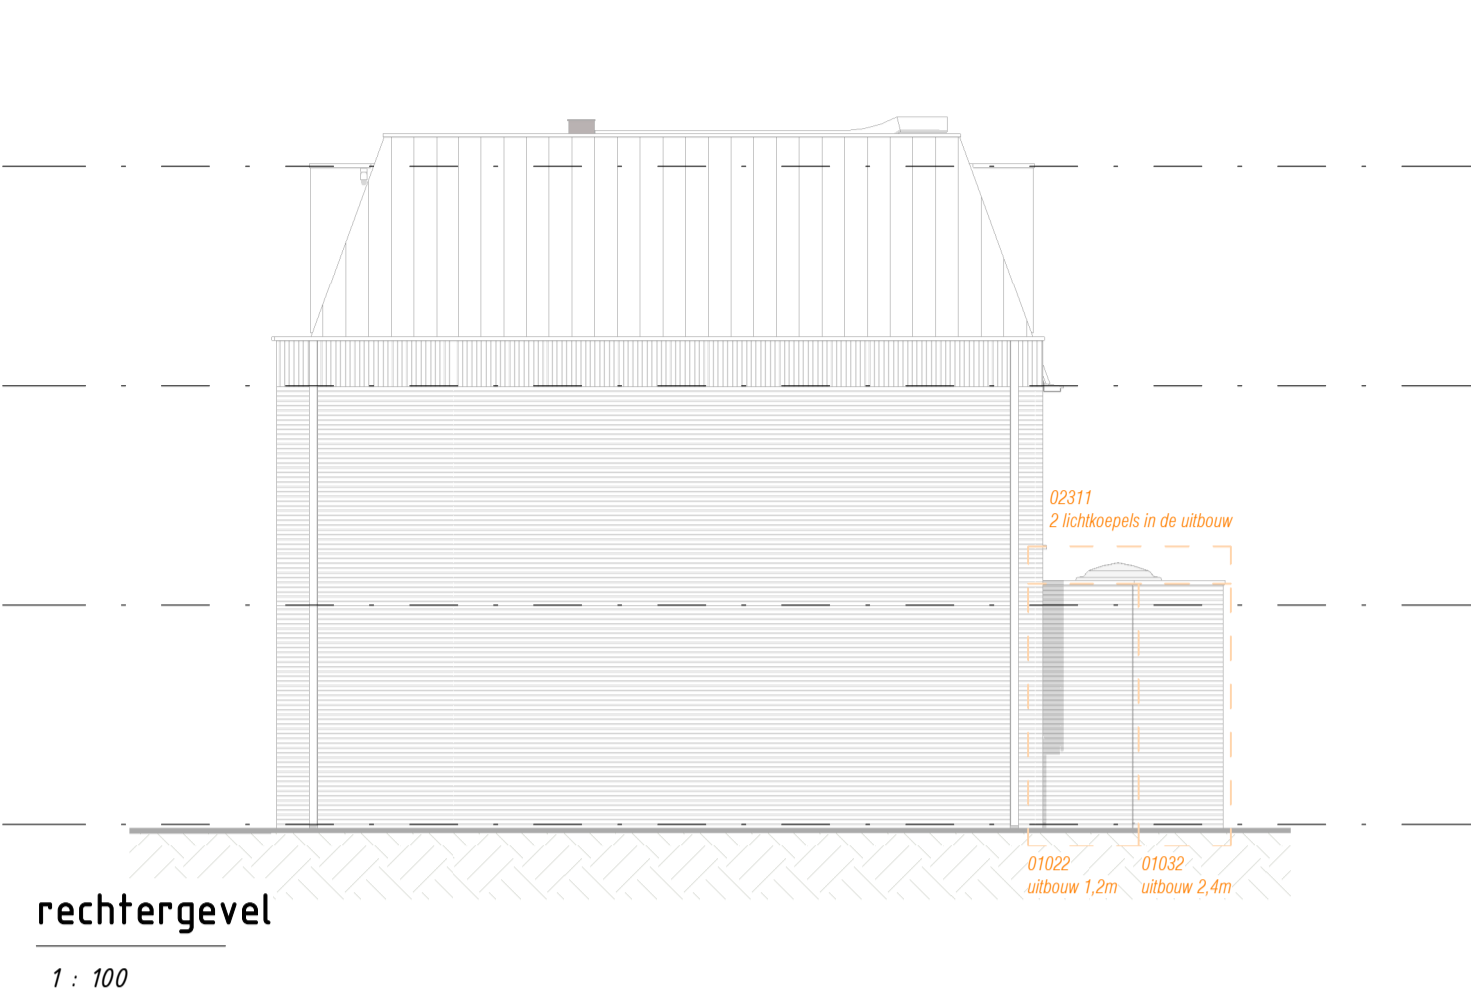 02311
2 lichtkoepels in de uitbouw
01022
uitbouw 1,2m
01032
uitbouw 2,4m
rechtergevel
1 : 100